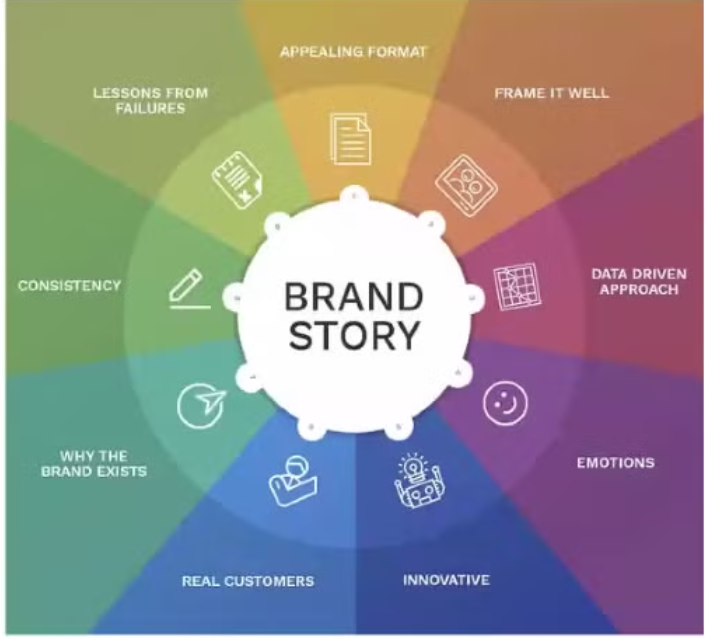 APPEALING FORMAT
FRAME IT WELL
DATA DRIVEN
APPROACH
EMOTIONS
INNOVATIVE
REAL CUSTOMERS
WHY THE
BRAND EXISTS
CONSISTENCY
LESSONS FROM
FAILURES
BRAND
STORY